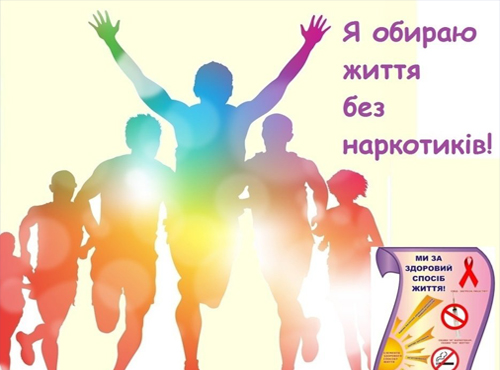 Я обираю
життя
без
наркотиків!
МИ ЗА
ЗДОРОВИЙ
СПОСІБ
ЖИТТЯ!